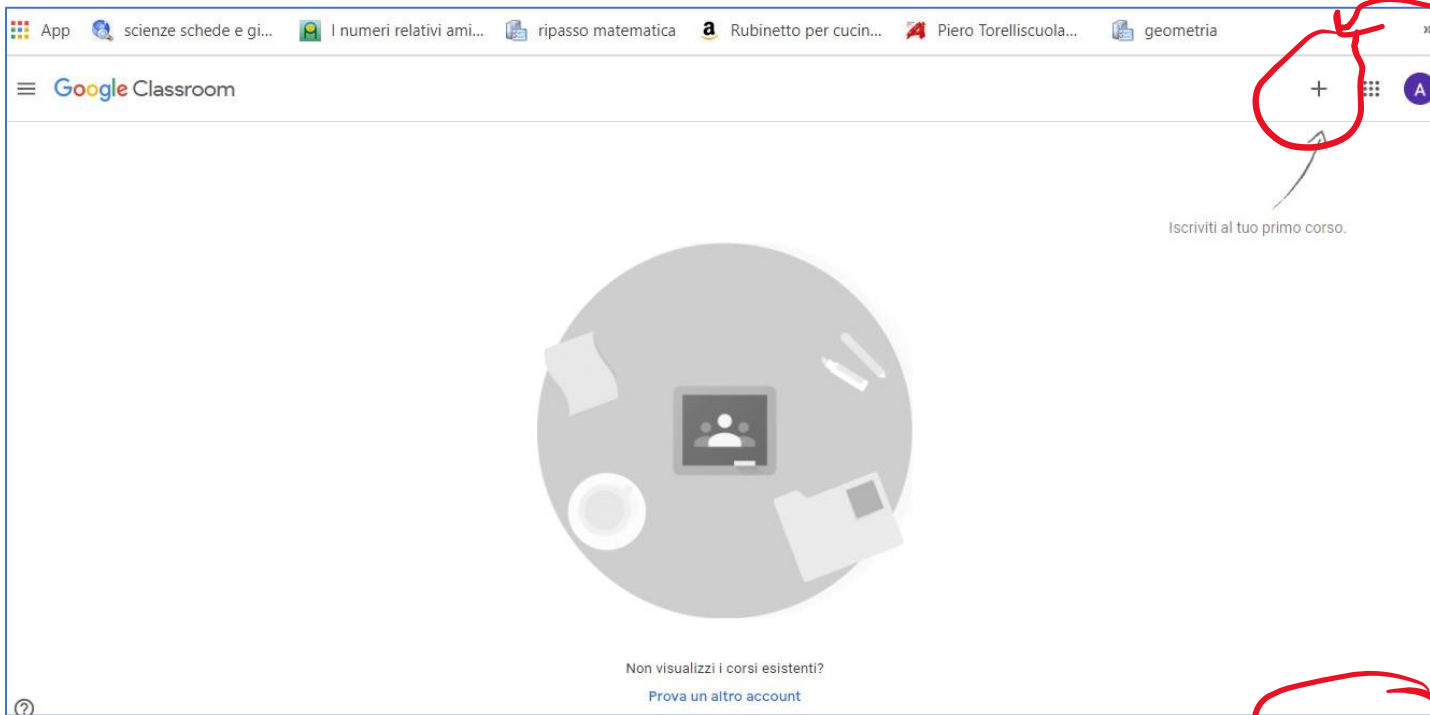 App scienze schede e gi... I numeri relativi ami... ripasso matematica Rubinetto per cucin... Piero Torelliscuola... geometria »
Google Classroom + A
Iscriviti al tuo primo corso.
Non visualizzi i corsi esistenti?
Prova un altro account